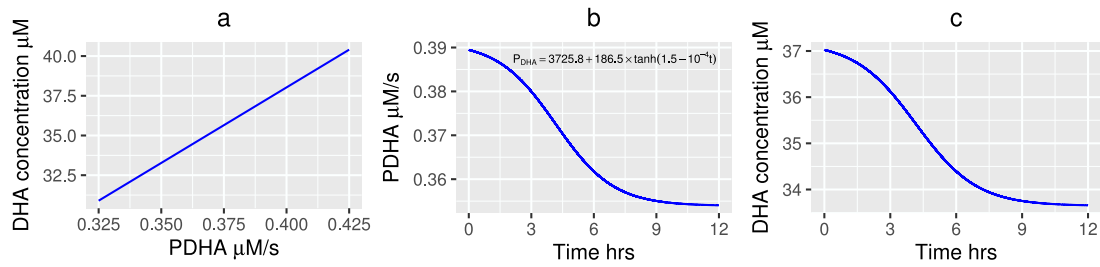 a
DHA concentration μM
40.0
37.5
35.0
32.5
0.325 0.350 0.375 0.400 0.425
PDHA μM/s
b
PDHA μM/s
0.39
0.38
0.37
0.36
P_DHA = 3725.8 + 186.5 × tanh(1.5 − 10⁻⁴t)
0 3 6 9 12
Time hrs
c
DHA concentration μM
37
36
35
34
0 3 6 9 12
Time hrs